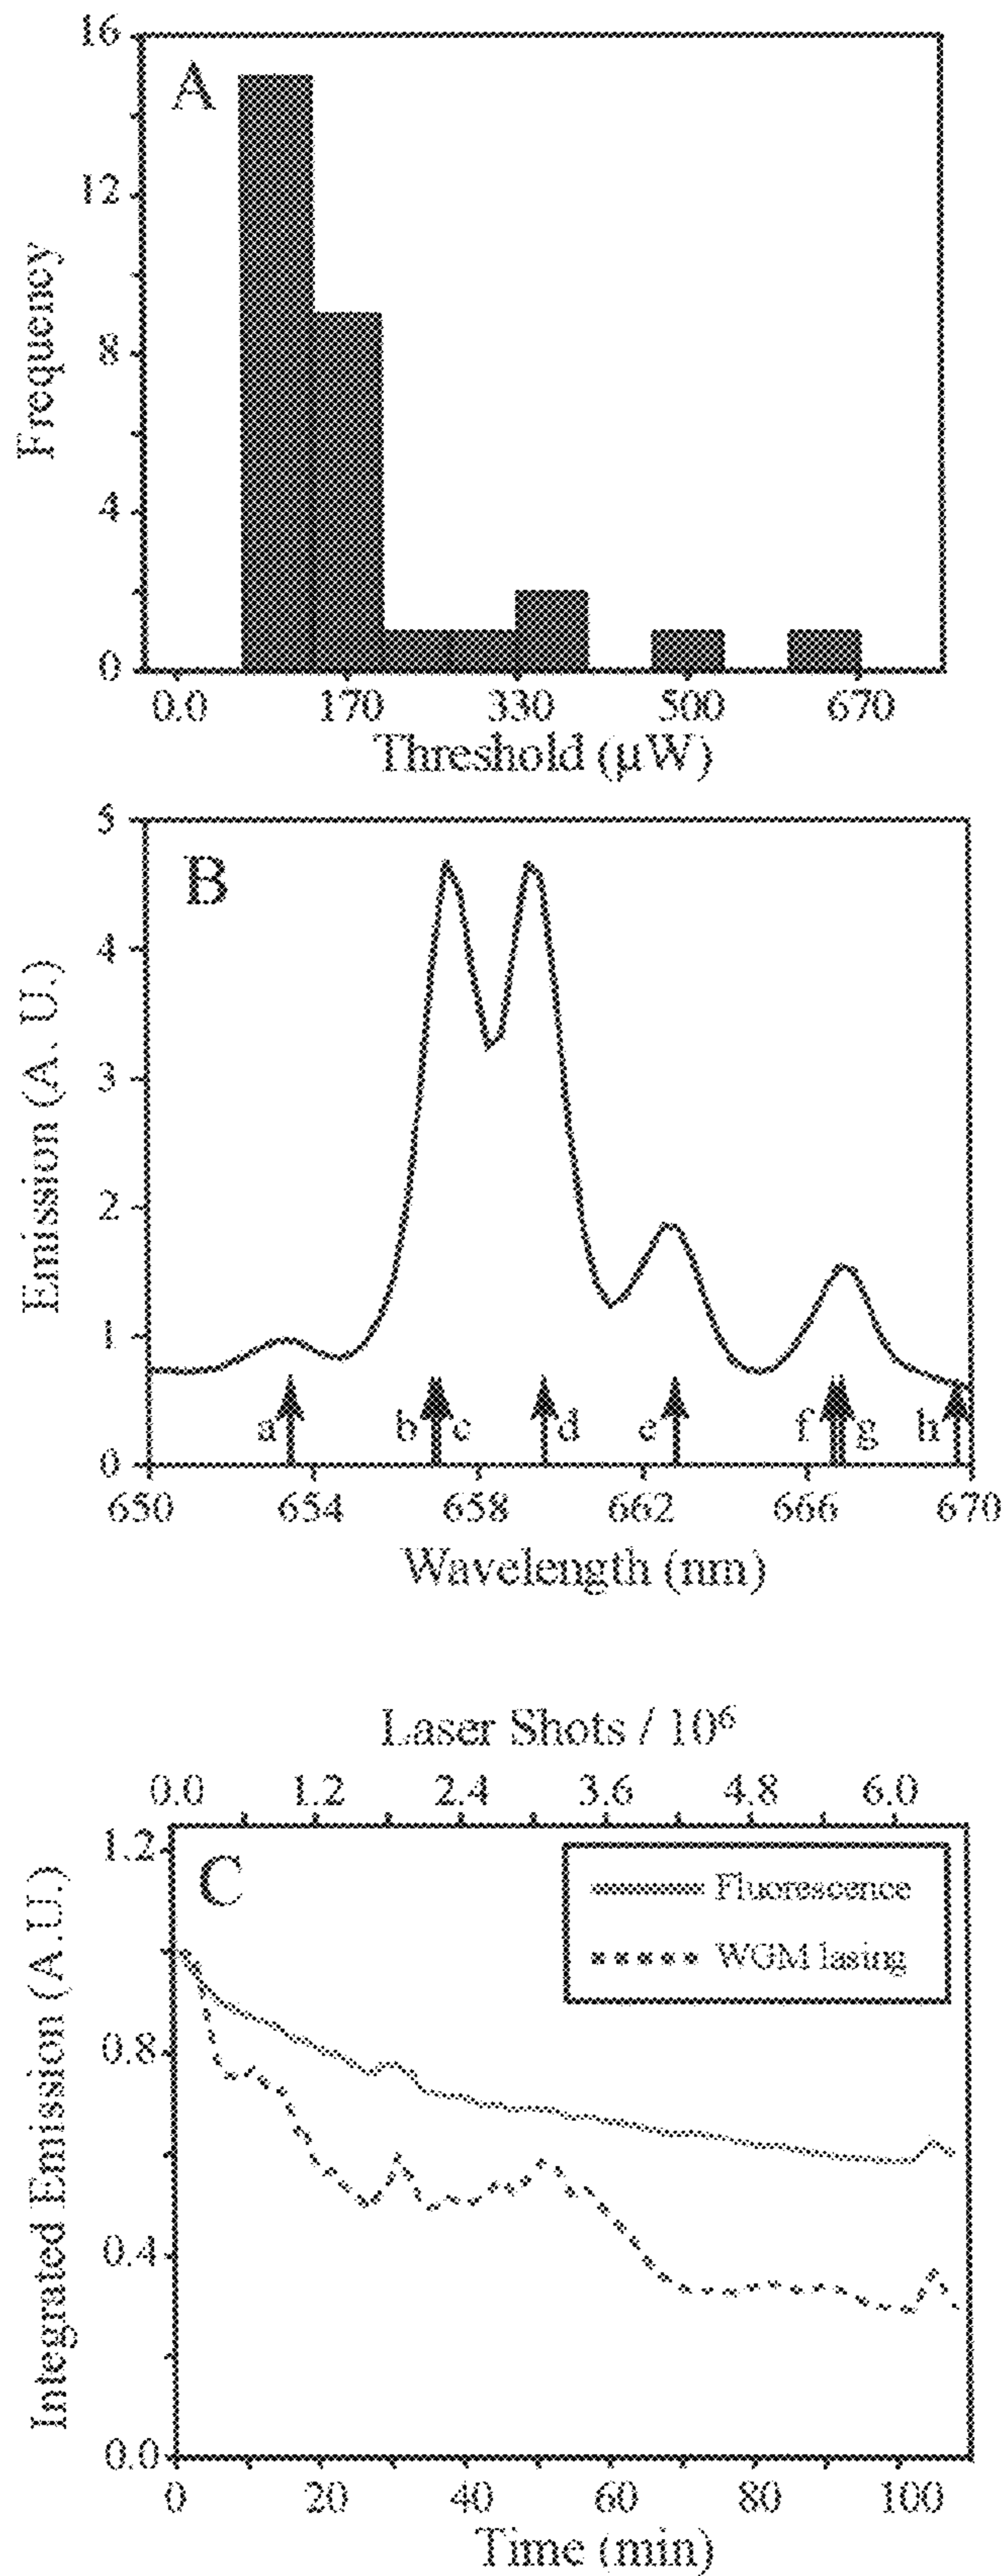 A
16
12
8
4
0
Frequency
0.0 170 330 500 670
Threshold (μW)
B
5
4
3
2
1
0
Emission (A. U.)
a b c d e f g h
650 654 658 662 666 670
Wavelength (nm)
Laser Shots / 10⁶
0.0 1.2 2.4 3.6 4.8 6.0
C
1.2
0.8
0.4
0.0
Integrated Emission (A.U.)
Fluorescence
WGM lasing
0 20 40 60 80 100
Time (min)